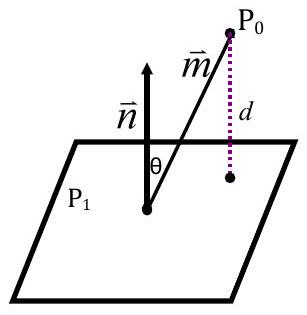 P₀
m⃗
n⃗
d
θ
P₁